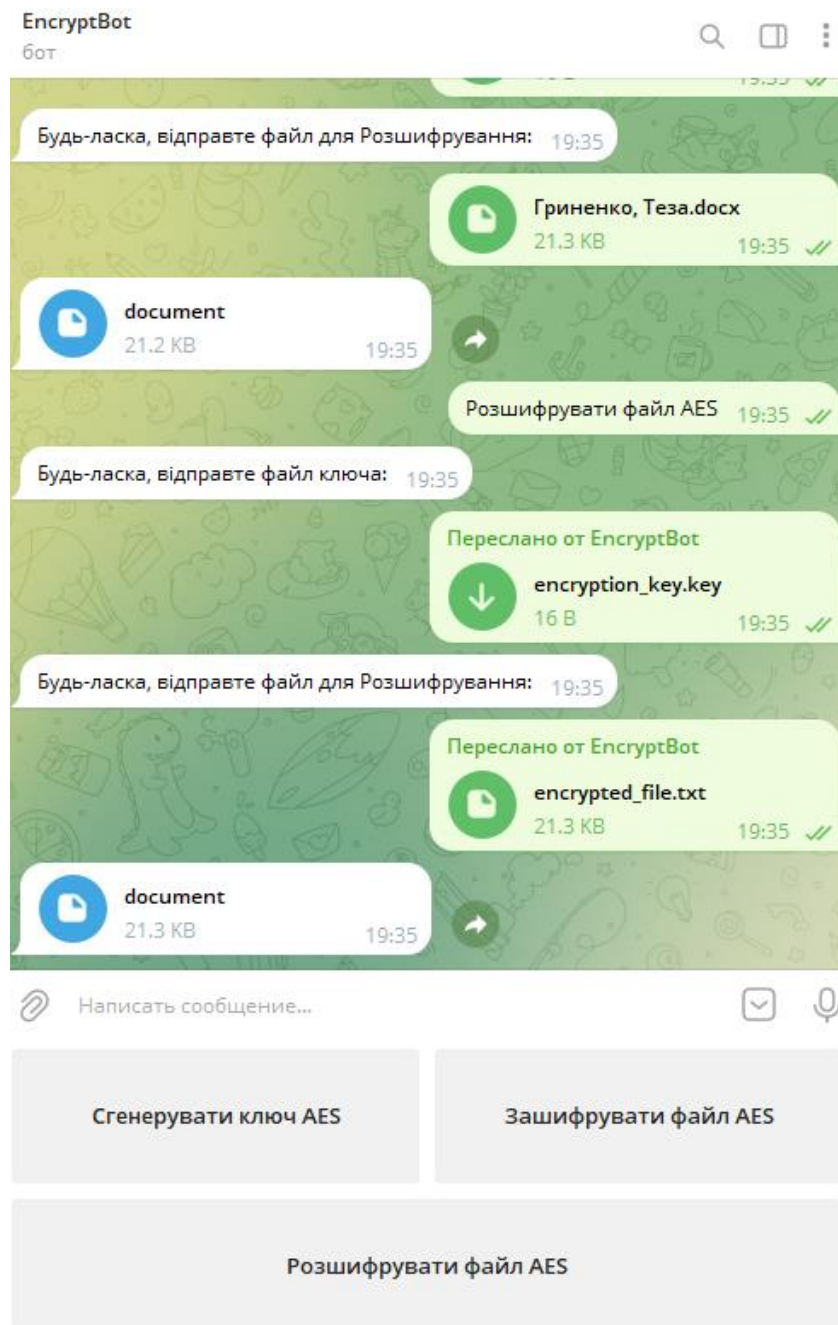 EncryptBot
бот
Будь-ласка, відправте файл для Розшифрування: 19:35
Гриненко, Теза.docx
21.3 KB 19:35
document
21.2 KB 19:35
Розшифрувати файл AES 19:35
Будь-ласка, відправте файл ключа: 19:35
Переслано от EncryptBot
encryption_key.key
16 B 19:35
Будь-ласка, відправте файл для Розшифрування: 19:35
Переслано от EncryptBot
encrypted_file.txt
21.3 KB 19:35
document
21.3 KB 19:35
Написать сообщение...
Сгенерувати ключ AES
Зашифрувати файл AES
Розшифрувати файл AES